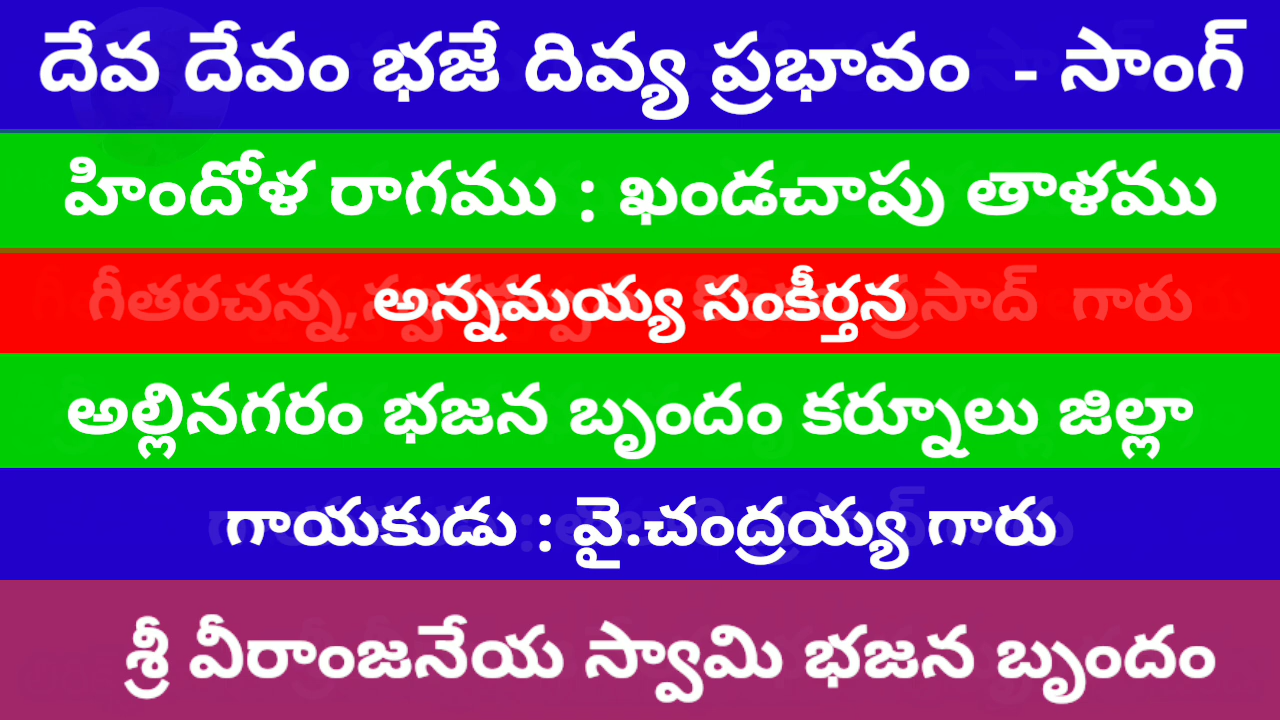 దేవ దేవం భజే దివ్య ప్రభావం - సాంగ్
హిందోళ రాగము : ఖండచాపు తాళము
అన్నమయ్య సంకీర్తన
అల్లినగరం భజన బృందం కర్నూలు జిల్లా
గాయకుడు : వై.చంద్రయ్య గారు
శ్రీ వీరాంజనేయ స్వామి భజన బృందం